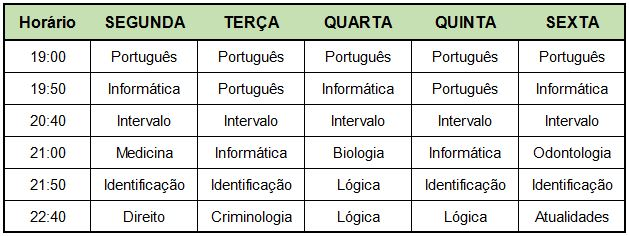 Horário SEGUNDA TERÇA QUARTA QUINTA SEXTA
19:00 Português Português Português Português Português
19:50 Informática Português Informática Português Informática
20:40 Intervalo Intervalo Intervalo Intervalo Intervalo
21:00 Medicina Informática Biologia Informática Odontologia
21:50 Identificação Identificação Lógica Identificação Identificação
22:40 Direito Criminologia Lógica Lógica Atualidades